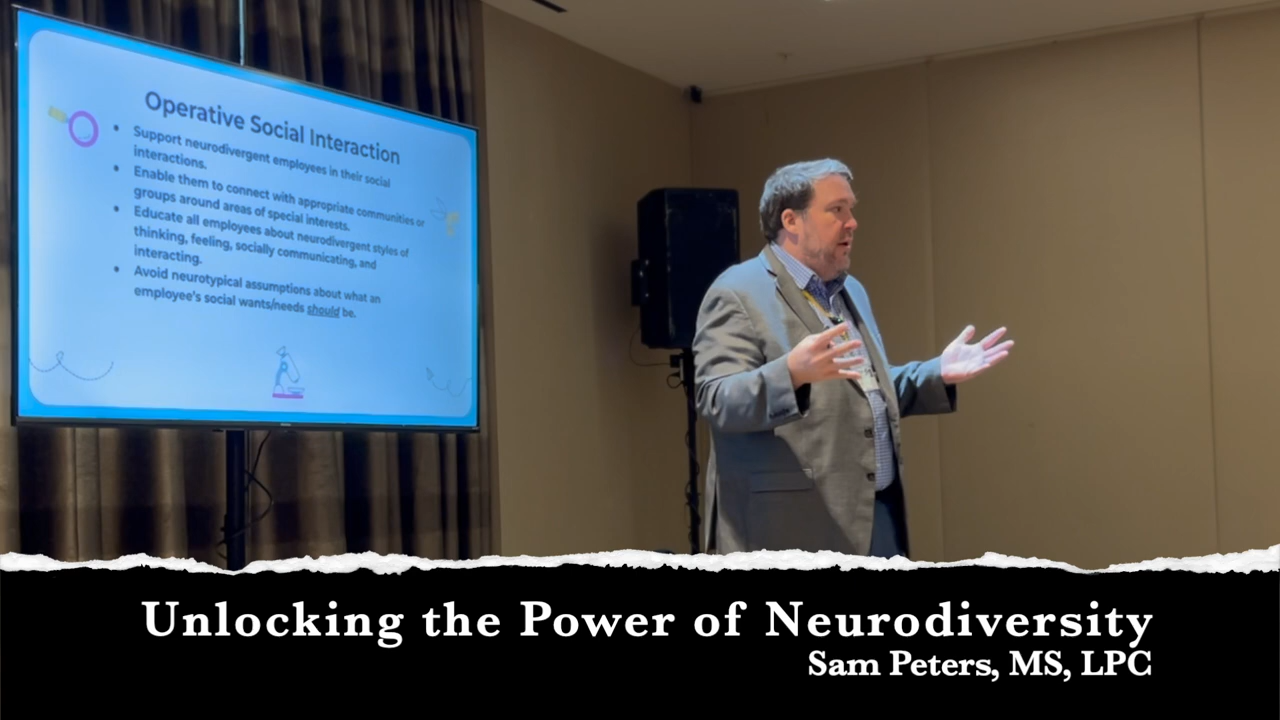 Operative Social Interaction
• Support neurodivergent employees in their social
interactions.
• Enable them to connect with appropriate communities or
groups around areas of special interests.
• Educate all employees about neurodivergent styles of
thinking, feeling, socially communicating, and
interacting.
• Avoid neurotypical assumptions about what an
employee's social wants/needs should be.
Unlocking the Power of Neurodiversity
Sam Peters, MS, LPC